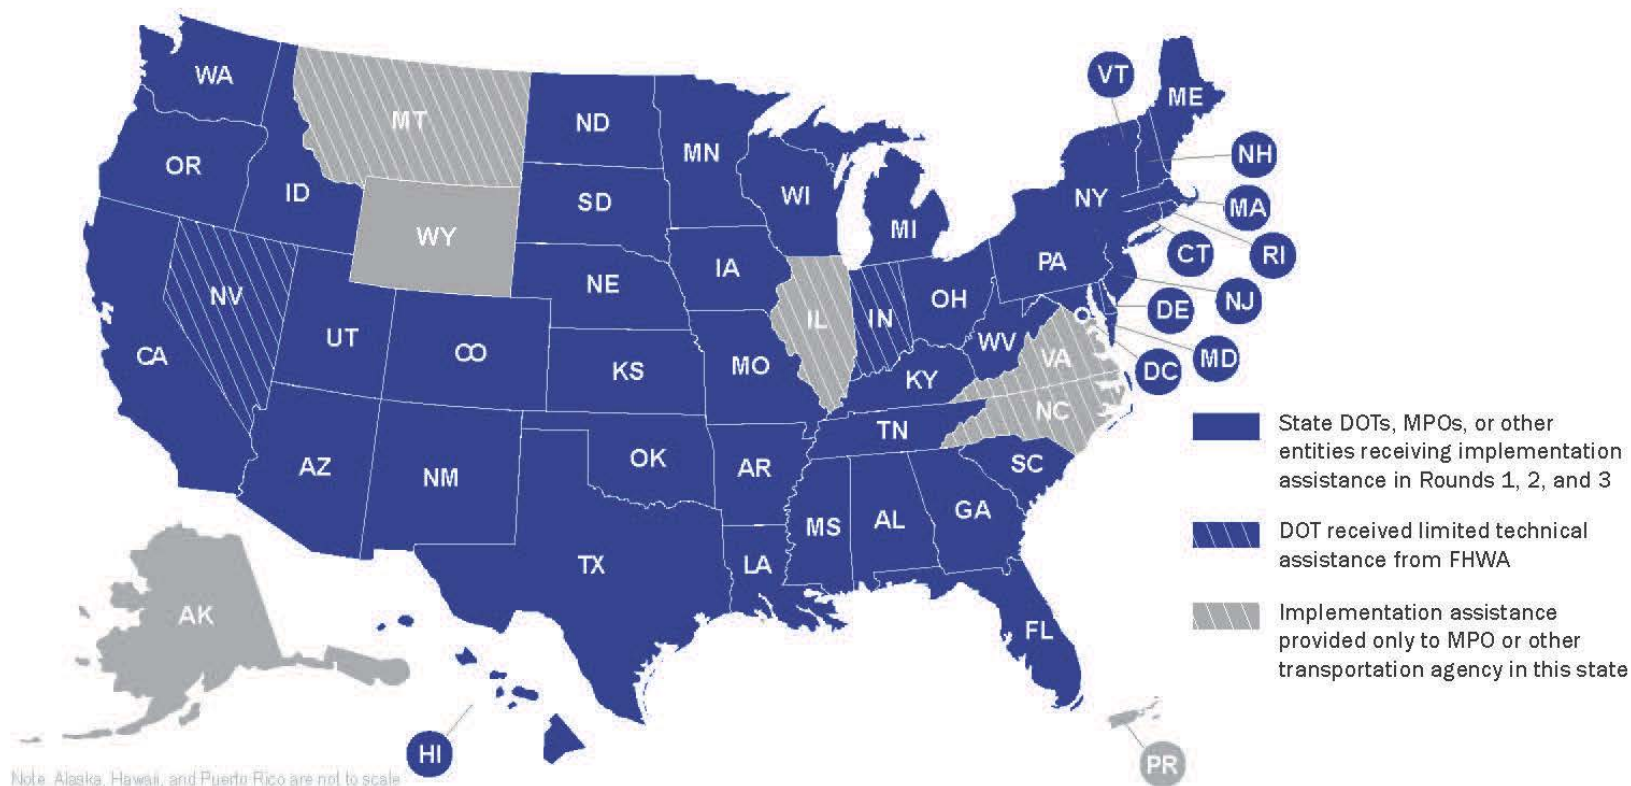 WA
MT
ND
MN
VT
ME
OR
ID
SD
WI
MI
NY
NH
MA
WY
CT
RI
NV
NE
IA
PA
NJ
CA
UT
CO
KS
MO
IL
IN
OH
WV
VA
DE
MD
DC
KY
NC
AZ
NM
OK
AR
TN
SC
MS
AL
GA
TX
LA
FL
AK
HI
PR
State DOTs, MPOs, or other
entities receiving implementation
assistance in Rounds 1, 2, and 3
DOT received limited technical
assistance from FHWA
Implementation assistance
provided only to MPO or other
transportation agency in this state
Note. Alaska, Hawaii, and Puerto Rico are not to scale